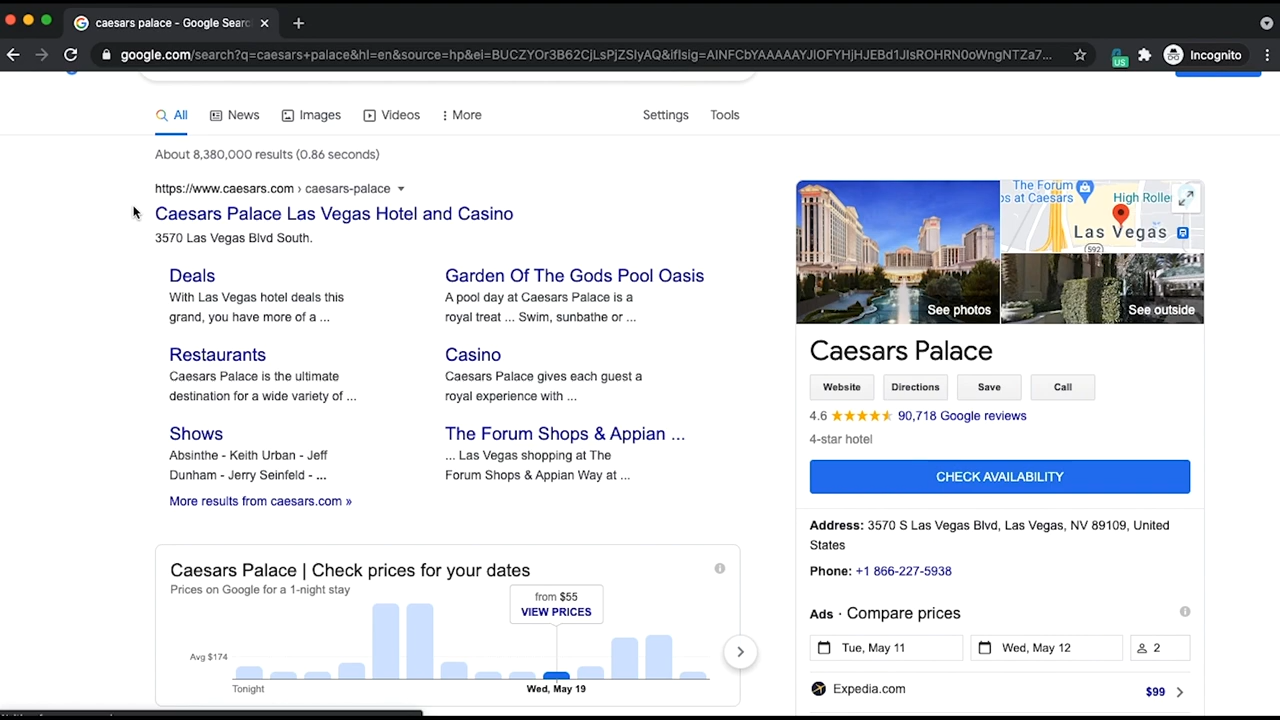 caesars palace - Google Searc
google.com/search?q=caesars+palace&hl=en&source=hp&ei=BUCZYOr3B62CjLsPjZSlyAQ&iflsig=AINFCbYAAAAAYJlOFYHjHJEBd1JIsROHRN0oWngNTZa7...
US
Incognito
All
News
Images
Videos
More
Settings
Tools
About 8,380,000 results (0.86 seconds)
https://www.caesars.com › caesars-palace
Caesars Palace Las Vegas Hotel and Casino
3570 Las Vegas Blvd South.
Deals
With Las Vegas hotel deals this
grand, you have more of a ...
Garden Of The Gods Pool Oasis
A pool day at Caesars Palace is a
royal treat ... Swim, sunbathe or ...
Restaurants
Caesars Palace is the ultimate
destination for a wide variety of ...
Casino
Caesars Palace gives each guest a
royal experience with ...
Shows
Absinthe - Keith Urban - Jeff
Dunham - Jerry Seinfeld - ...
The Forum Shops & Appian ...
... Las Vegas shopping at The
Forum Shops & Appian Way at ...
More results from caesars.com »
Caesars Palace | Check prices for your dates
Prices on Google for a 1-night stay
from $55
VIEW PRICES
Avg $174
Tonight
Wed, May 19
See photos
The Forum
os at Caesars
High Rolle
Las Vegas
592
See outside
Caesars Palace
Website
Directions
Save
Call
4.6
90,718 Google reviews
4-star hotel
CHECK AVAILABILITY
Address: 3570 S Las Vegas Blvd, Las Vegas, NV 89109, United
States
Phone: +1 866-227-5938
Ads · Compare prices
Tue, May 11
Wed, May 12
2
Expedia.com
$99